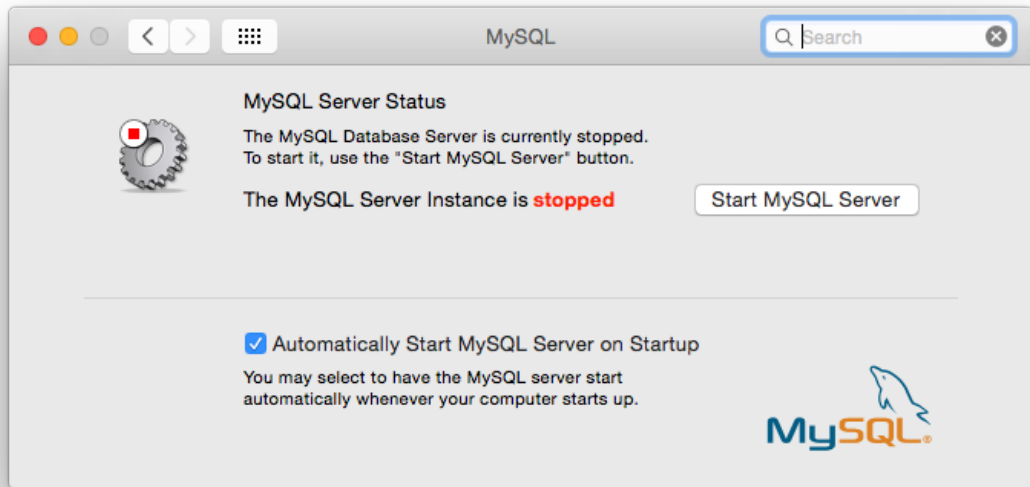 MySQL
Search
MySQL Server Status
The MySQL Database Server is currently stopped.
To start it, use the "Start MySQL Server" button.
The MySQL Server Instance is stopped
Start MySQL Server
Automatically Start MySQL Server on Startup
You may select to have the MySQL server start
automatically whenever your computer starts up.
MySQL®